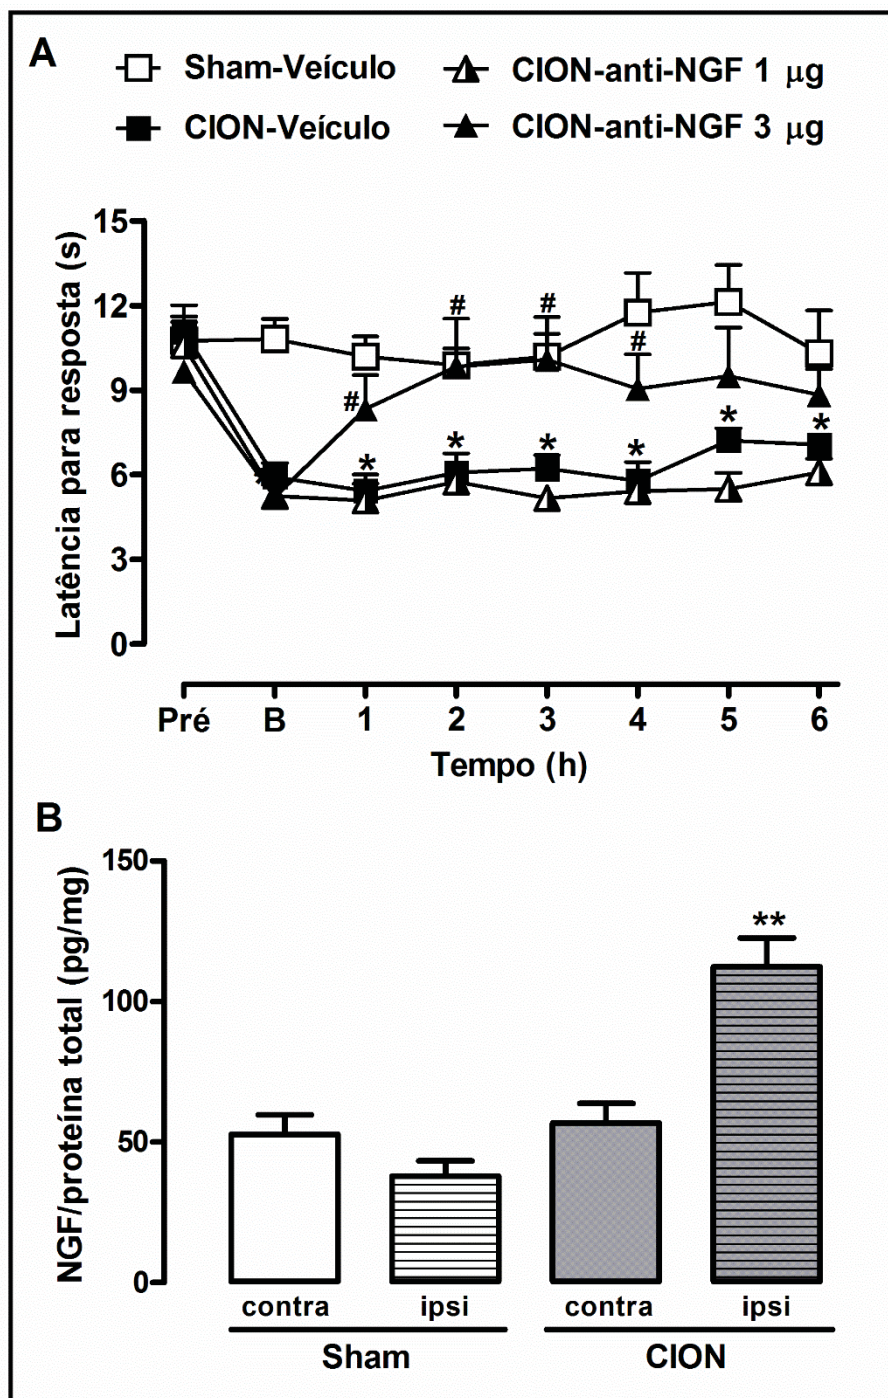 A
Sham-Veículo
CION-anti-NGF 1 μg
CION-Veículo
CION-anti-NGF 3 μg
Latência para resposta (s)
15
12
9
6
3
0
#
#
#
#
*
*
*
*
*
*
*
Pré B 1 2 3 4 5 6
Tempo (h)
B
NGF/proteína total (pg/mg)
150
100
50
0
**
contra ipsi contra ipsi
Sham CION